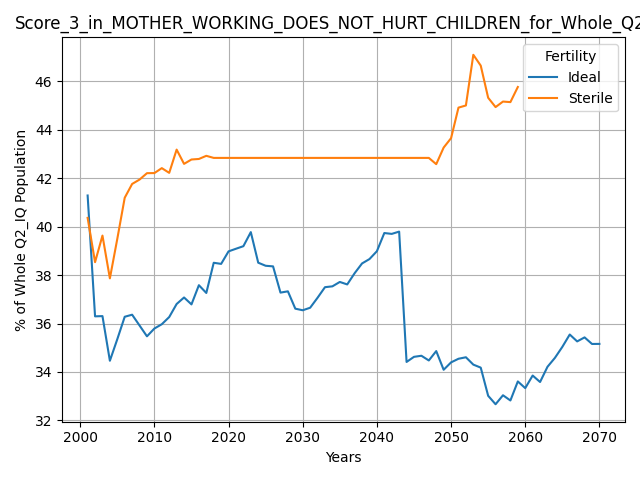 Score_3_in_MOTHER_WORKING_DOES_NOT_HURT_CHILDREN_for_Whole_Q2
Fertility
Ideal
Sterile
% of Whole Q2_IQ Population
46
44
42
40
38
36
34
32
2000 2010 2020 2030 2040 2050 2060 2070
Years